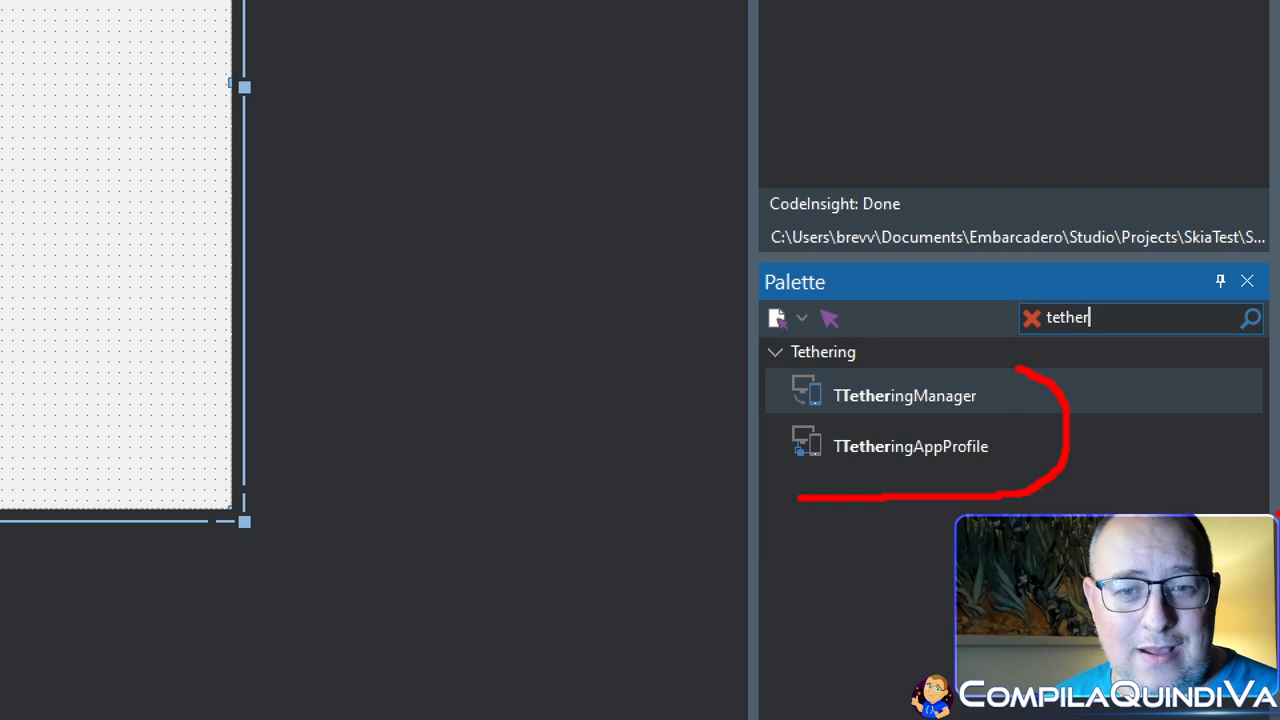 CodeInsight: Done
C:\Users\brevv\Documents\Embarcadero\Studio\Projects\SkiaTest\S...
Palette
tether
Tethering
TTetheringManager
TTetheringAppProfile
COMPILAQUINDIVA